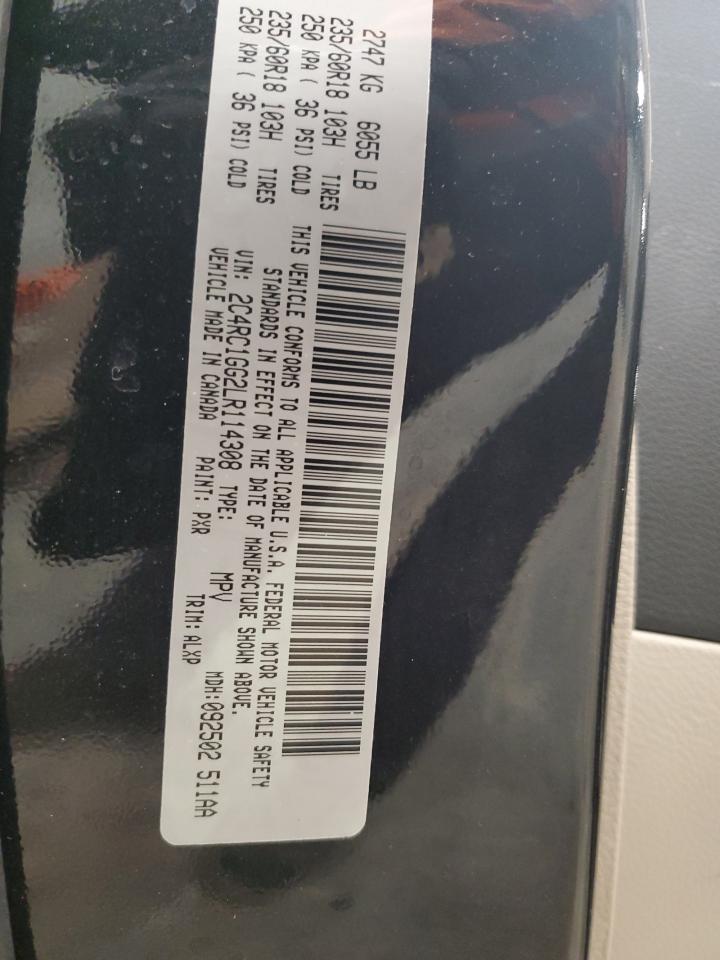 2747 KG 6055 LB
235/60R18 103H TIRES
250 KPA ( 36 PSI) COLD
235/60R18 103H TIRES
250 KPA ( 36 PSI) COLD
THIS VEHICLE CONFORMS TO ALL APPLICABLE U.S.A. FEDERAL MOTOR VEHICLE SAFETY
STANDARDS IN EFFECT ON THE DATE OF MANUFACTURE SHOWN ABOVE.
VIN: 2C4RC1GG2LR114308 TYPE: MPV MDH:092502 511AA
VEHICLE MADE IN CANADA PAINT: PXR TRIM: ALXP